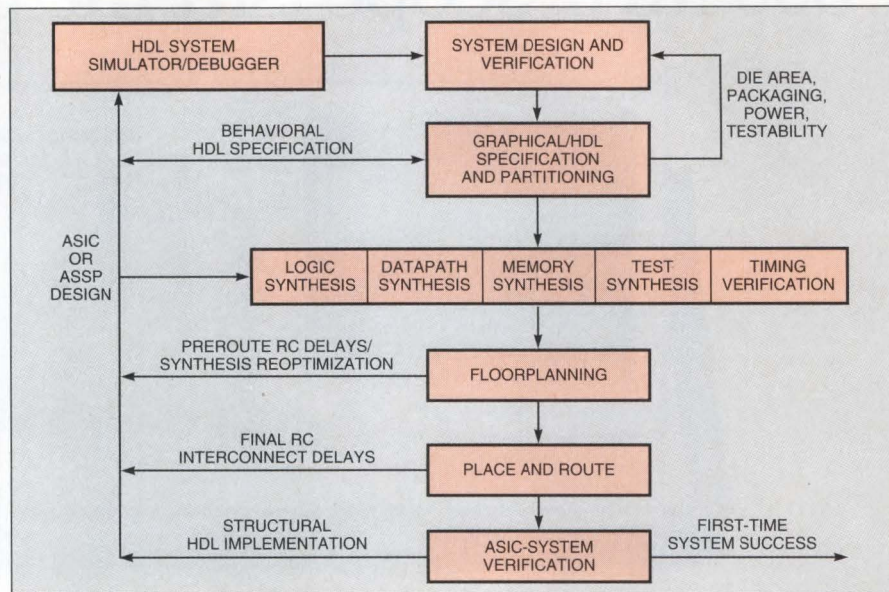 HDL SYSTEM
SIMULATOR/DEBUGGER
SYSTEM DESIGN AND
VERIFICATION
DIE AREA,
PACKAGING,
POWER,
TESTABILITY
BEHAVIORAL
HDL SPECIFICATION
GRAPHICAL/HDL
SPECIFICATION
AND PARTITIONING
ASIC
OR
ASSP
DESIGN
LOGIC
SYNTHESIS
DATAPATH
SYNTHESIS
MEMORY
SYNTHESIS
TEST
SYNTHESIS
TIMING
VERIFICATION
PREROUTE RC DELAYS/
SYNTHESIS REOPTIMIZATION
FLOORPLANNING
FINAL RC
INTERCONNECT DELAYS
PLACE AND ROUTE
STRUCTURAL
HDL IMPLEMENTATION
ASIC-SYSTEM
VERIFICATION
FIRST-TIME
SYSTEM SUCCESS